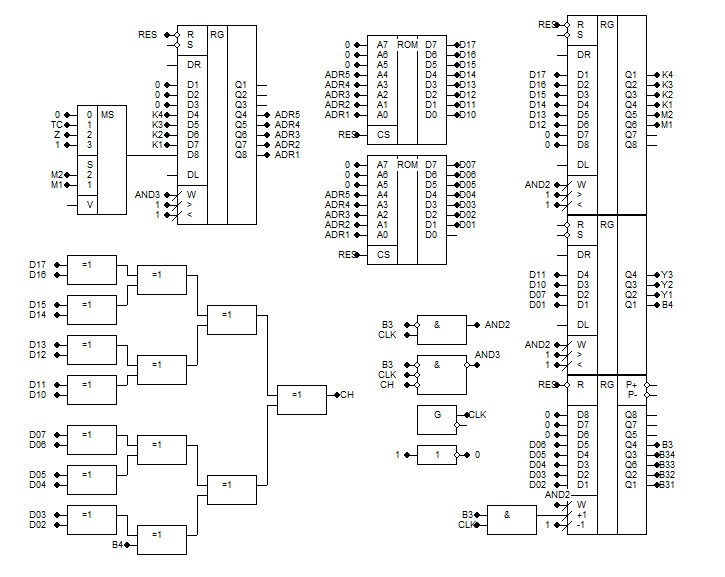 RES R RG
S
DR
0 D1 Q1
0 D2 Q2
0 D3 Q3
K4 D4 Q4 ADR5
K3 D5 Q5 ADR4
K2 D6 Q6 ADR3
K1 D7 Q7 ADR2
D8 Q8 ADR1
DL
AND3 W
1 >
1 <
0 0 MS
TC 1
Z 2
1 3
S
M2 2
M1 1
V
0 A7 ROM D7 D17
0 A6 D6 D16
0 A5 D5 D15
ADR5 A4 D4 D14
ADR4 A3 D3 D13
ADR3 A2 D2 D12
ADR2 A1 D1 D11
ADR1 A0 D0 D10
RES CS
0 A7 ROM D7 D07
0 A6 D6 D06
0 A5 D5 D05
ADR5 A4 D4 D04
ADR4 A3 D3 D03
ADR3 A2 D2 D02
ADR2 A1 D1 D01
ADR1 A0 D0
RES CS
RES R RG
S
DR
D17 D1 Q1 K4
D16 D2 Q2 K3
D15 D3 Q3 K2
D14 D4 Q4 K1
D13 D5 Q5 M2
D12 D6 Q6 M1
0 D7 Q7
0 D8 Q8
DL
AND2 W
1 >
1 <
R RG
S
DR
D11 D4 Q4 Y3
D10 D3 Q3 Y2
D07 D2 Q2 Y1
D01 D1 Q1 B4
DL
AND2 W
1 >
1 <
RES R RG P+
P-
0 D8 Q8
0 D7 Q7
0 D6 Q5
D06 D5 Q4 B3
D05 D4 Q3 B34
D04 D3 Q6 B33
D03 D2 Q2 B32
D02 D1 Q1 B31
AND2 W
+1
1 -1
B3 &
CLK
D17 =1
D16
=1
D15 =1
D14
=1
D13 =1
D12
=1
D11 =1
D10
=1 CH
D07 =1
D06
=1
D05 =1
D04
=1
D03 =1
D02
B4 =1
B3 & AND2
CLK
B3 & AND3
CLK
CH
G CLK
1 1 0